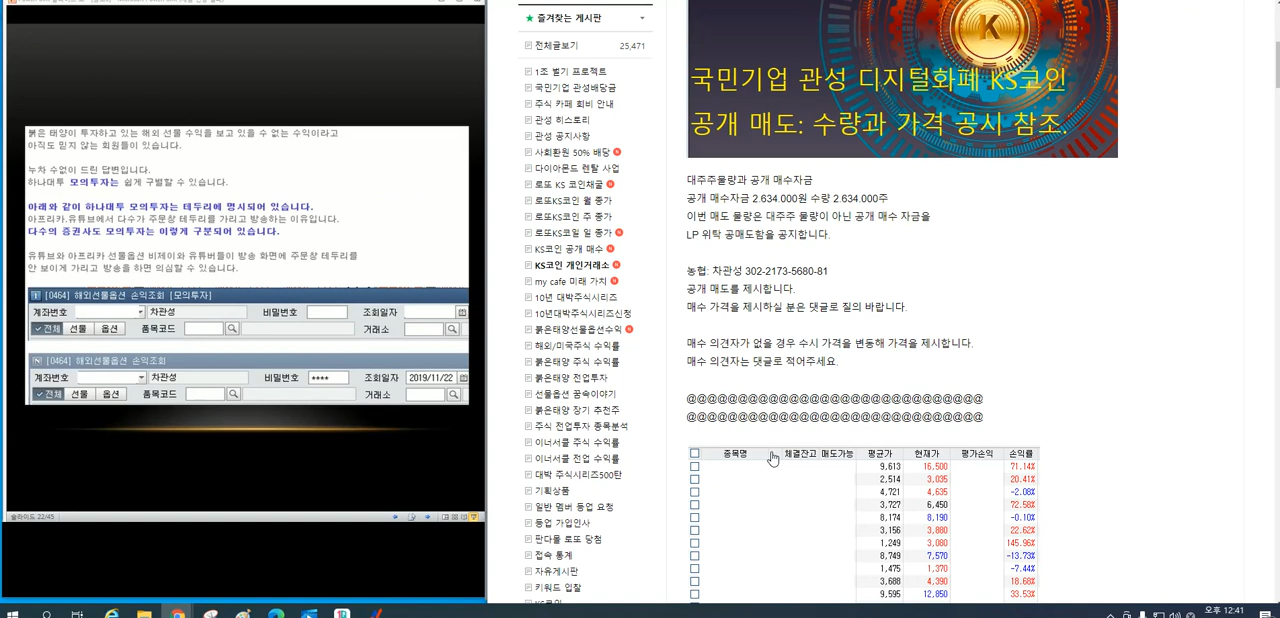 붉은 태양이 투자하고 있는 해외 선물 수익을 보고 있을 수 없는 수익이라고
아직도 믿지 않는 회원들이 있습니다.
누차 수없이 드린 답변입니다.
하나대투 모의투자는 쉽게 구별할 수 있습니다.
아래와 같이 하나대투 모의투자는 테두리에 명시되어 있습니다.
아프리카,유튜브에서 다수가 주문창 테두리를 가리고 방송하는 이유입니다.
다수의 증권사도 모의투자는 이렇게 구분되어 있습니다.
유튜브와 아프리카 선물옵션 비제이와 유튜버들이 방송 화면에 주문창 테두리를
안 보이게 가리고 방송을 하면 의심할 수 있습니다.
[0464] 해외선물옵션 손익조회 [모의투자]
계좌번호 차관성 비밀번호 조회일자
전체 선물 옵션 품목코드 거래소
[0464] 해외선물옵션 손익조회
계좌번호 차관성 비밀번호 **** 조회일자 2019/11/22
전체 선물 옵션 품목코드 거래소
슬라이드 22/45
★ 즐겨찾는 게시판
전체글보기 25,471
1조 벌기 프로젝트
국민기업 관성배당금
주식 카페 회비 안내
관성 히스토리
관성 공지사항
사회환원 50% 배당
다이아몬드 렌탈 사업
로또 KS 코인채굴
로또KS코인 월 종가
로또KS코인 주 종가
로또KS코일 일 종가
KS코인 공개 매수
KS코인 개인거래소
my cafe 미래 가치
10년 대박주식시리즈
10년대박주식시리즈신청
붉은태양선물옵션수익
해외/미국주식 수익률
붉은태양 주식 수익률
붉은태양 전업투자
선물옵션 꿈속이야기
붉은태양 장기 추천주
주식 전업투자 종목분석
이너서클 주식 수익률
이너서클 전업 수익률
대박 주식시리즈500탄
기획상품
일반 멤버 등업 요청
등업 가입인사
판다물 로또 당첨
접속 통계
자유게시판
키워드 입찰
국민기업 관성 디지털화폐 KS코인
공개 매도: 수량과 가격 공시 참조.
대주주물량과 공개 매수자금
공개 매수자금 2.634.000원 수량 2.634.000주
이번 매도 물량은 대주주 물량이 아닌 공개 매수 자금을
LP 위탁 공매도함을 공지합니다.
농협: 차관성 302-2173-5680-81
공개 매도를 제시합니다.
매수 가격을 제시하실 분은 댓글로 질의 바랍니다.
매수 의견자가 없을 경우 수시 가격을 변동해 가격을 제시합니다.
매수 의견자는 댓글로 적어주세요.
@@@@@@@@@@@@@@@@@@@@@@@@@@
@@@@@@@@@@@@@@@@@@@@@@@@@@
종목명 체결잔고 매도가능 평균가 현재가 평가손익 손익률
9,613 16,500 71.14%
2,514 3,035 20.41%
4,721 4,635 -2.08%
3,727 6,450 72.58%
8,174 8,190 -0.10%
3,156 3,880 22.62%
1,249 3,080 145.96%
8,749 7,570 -13.73%
1,475 1,370 -7.44%
3,688 4,390 18.68%
9,595 12,850 33.53%
오후 12:41